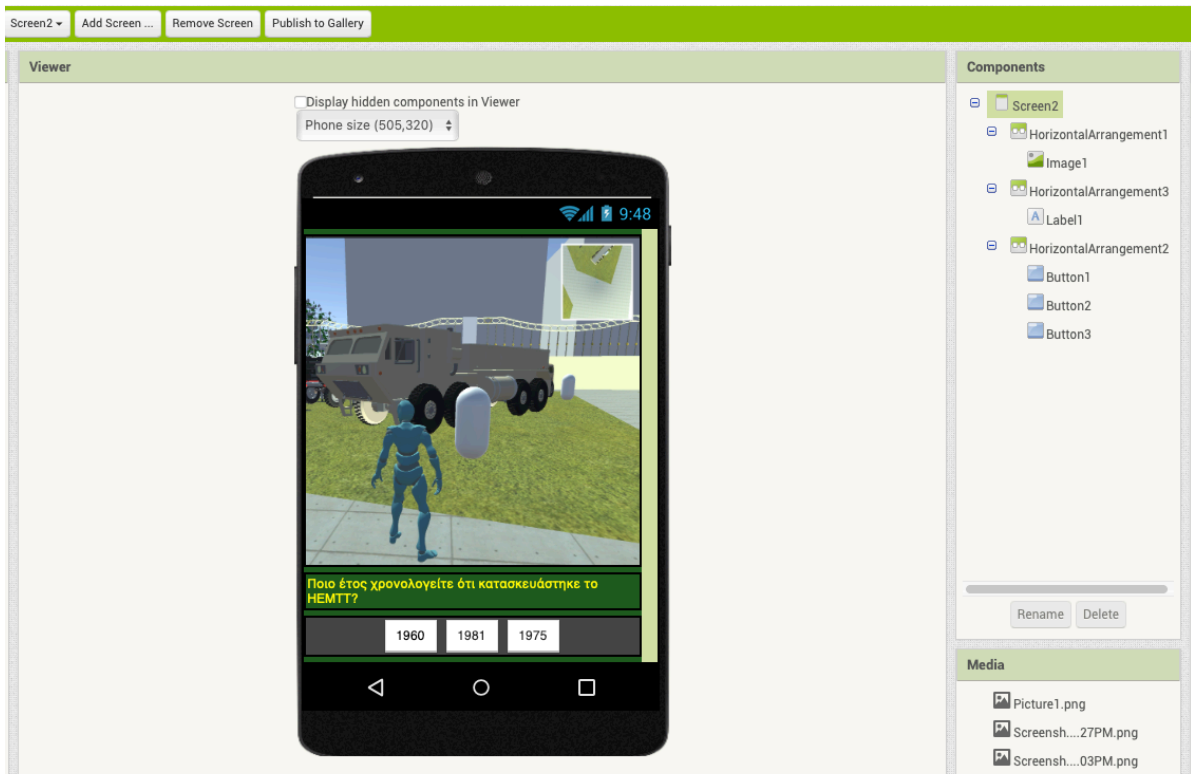 Screen2
Add Screen ...
Remove Screen
Publish to Gallery
Viewer
Display hidden components in Viewer
Phone size (505,320)
9:48
Ποιο έτος χρονολογείτε ότι κατασκευάστηκε το
HEMTT?
1960
1981
1975
Components
Screen2
HorizontalArrangement1
Image1
HorizontalArrangement3
A
Label1
HorizontalArrangement2
Button1
Button2
Button3
Rename
Delete
Media
Picture1.png
Screensh....27PM.png
Screensh....03PM.png